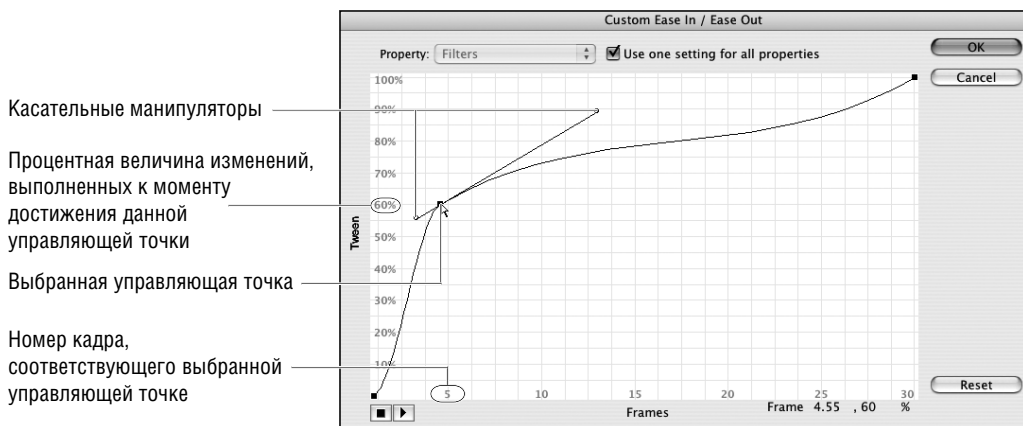 Custom Ease In / Ease Out
Property: Filters
Use one setting for all properties
OK
Cancel
Касательные манипуляторы
Процентная величина изменений,
выполненных к моменту
достижения данной
управляющей точки
Выбранная управляющая точка
Номер кадра,
соответствующего выбранной
управляющей точке
100%
90%
80%
70%
60%
50%
40%
30%
20%
10%
Tween
5 10 15 20 25 30
Frames
Frame 4.55 , 60 %
Reset